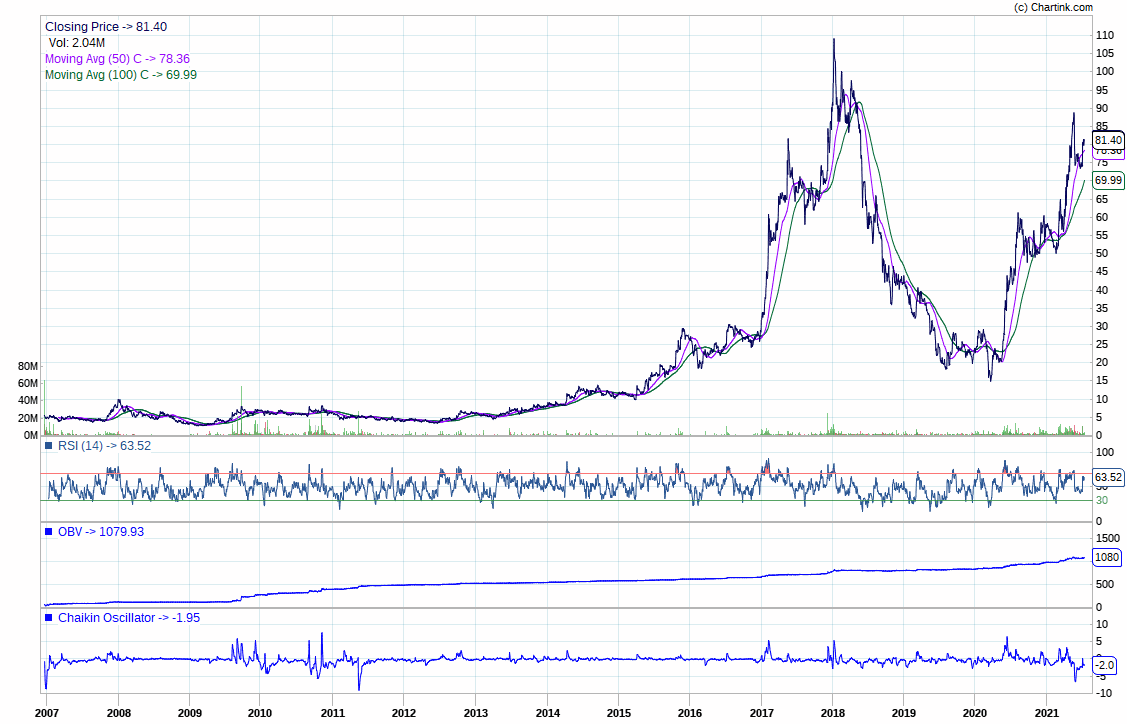 (c) Chartink.com
Closing Price -> 81.40
Vol: 2.04M
Moving Avg (50) C -> 78.36
Moving Avg (100) C -> 69.99
110
105
100
95
90
85
81.40
78.36
75
69.99
65
60
55
50
45
40
35
30
25
20
15
10
5
0
80M
60M
40M
20M
0M
RSI (14) -> 63.52
100
63.52
30
0
OBV -> 1079.93
1500
1080
500
0
Chaikin Oscillator -> -1.95
10
5
-2.0
-5
-10
2007 2008 2009 2010 2011 2012 2013 2014 2015 2016 2017 2018 2019 2020 2021